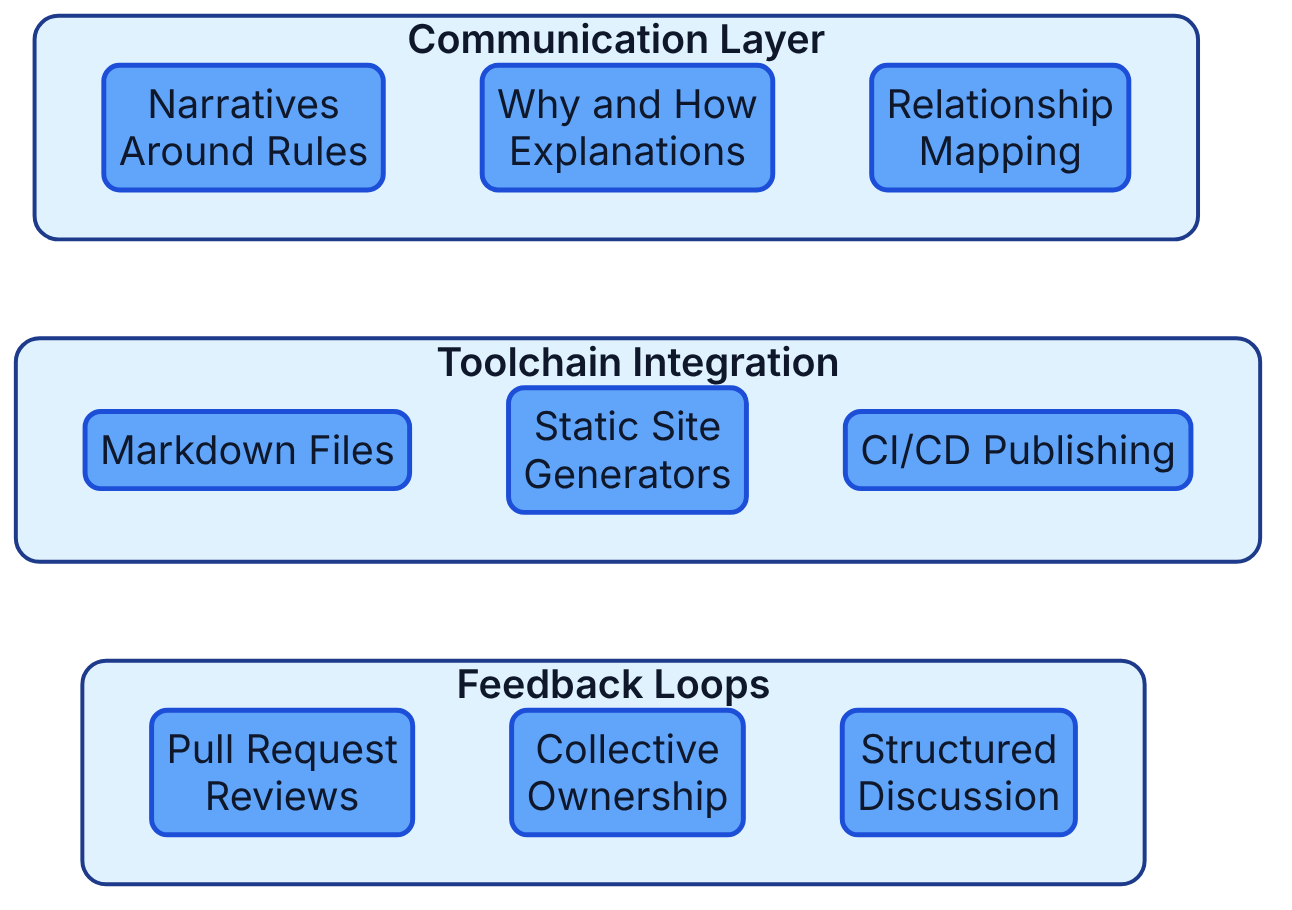 Communication Layer
Narratives
Around Rules
Why and How
Explanations
Relationship
Mapping
Toolchain Integration
Markdown Files
Static Site
Generators
CI/CD Publishing
Feedback Loops
Pull Request
Reviews
Collective
Ownership
Structured
Discussion